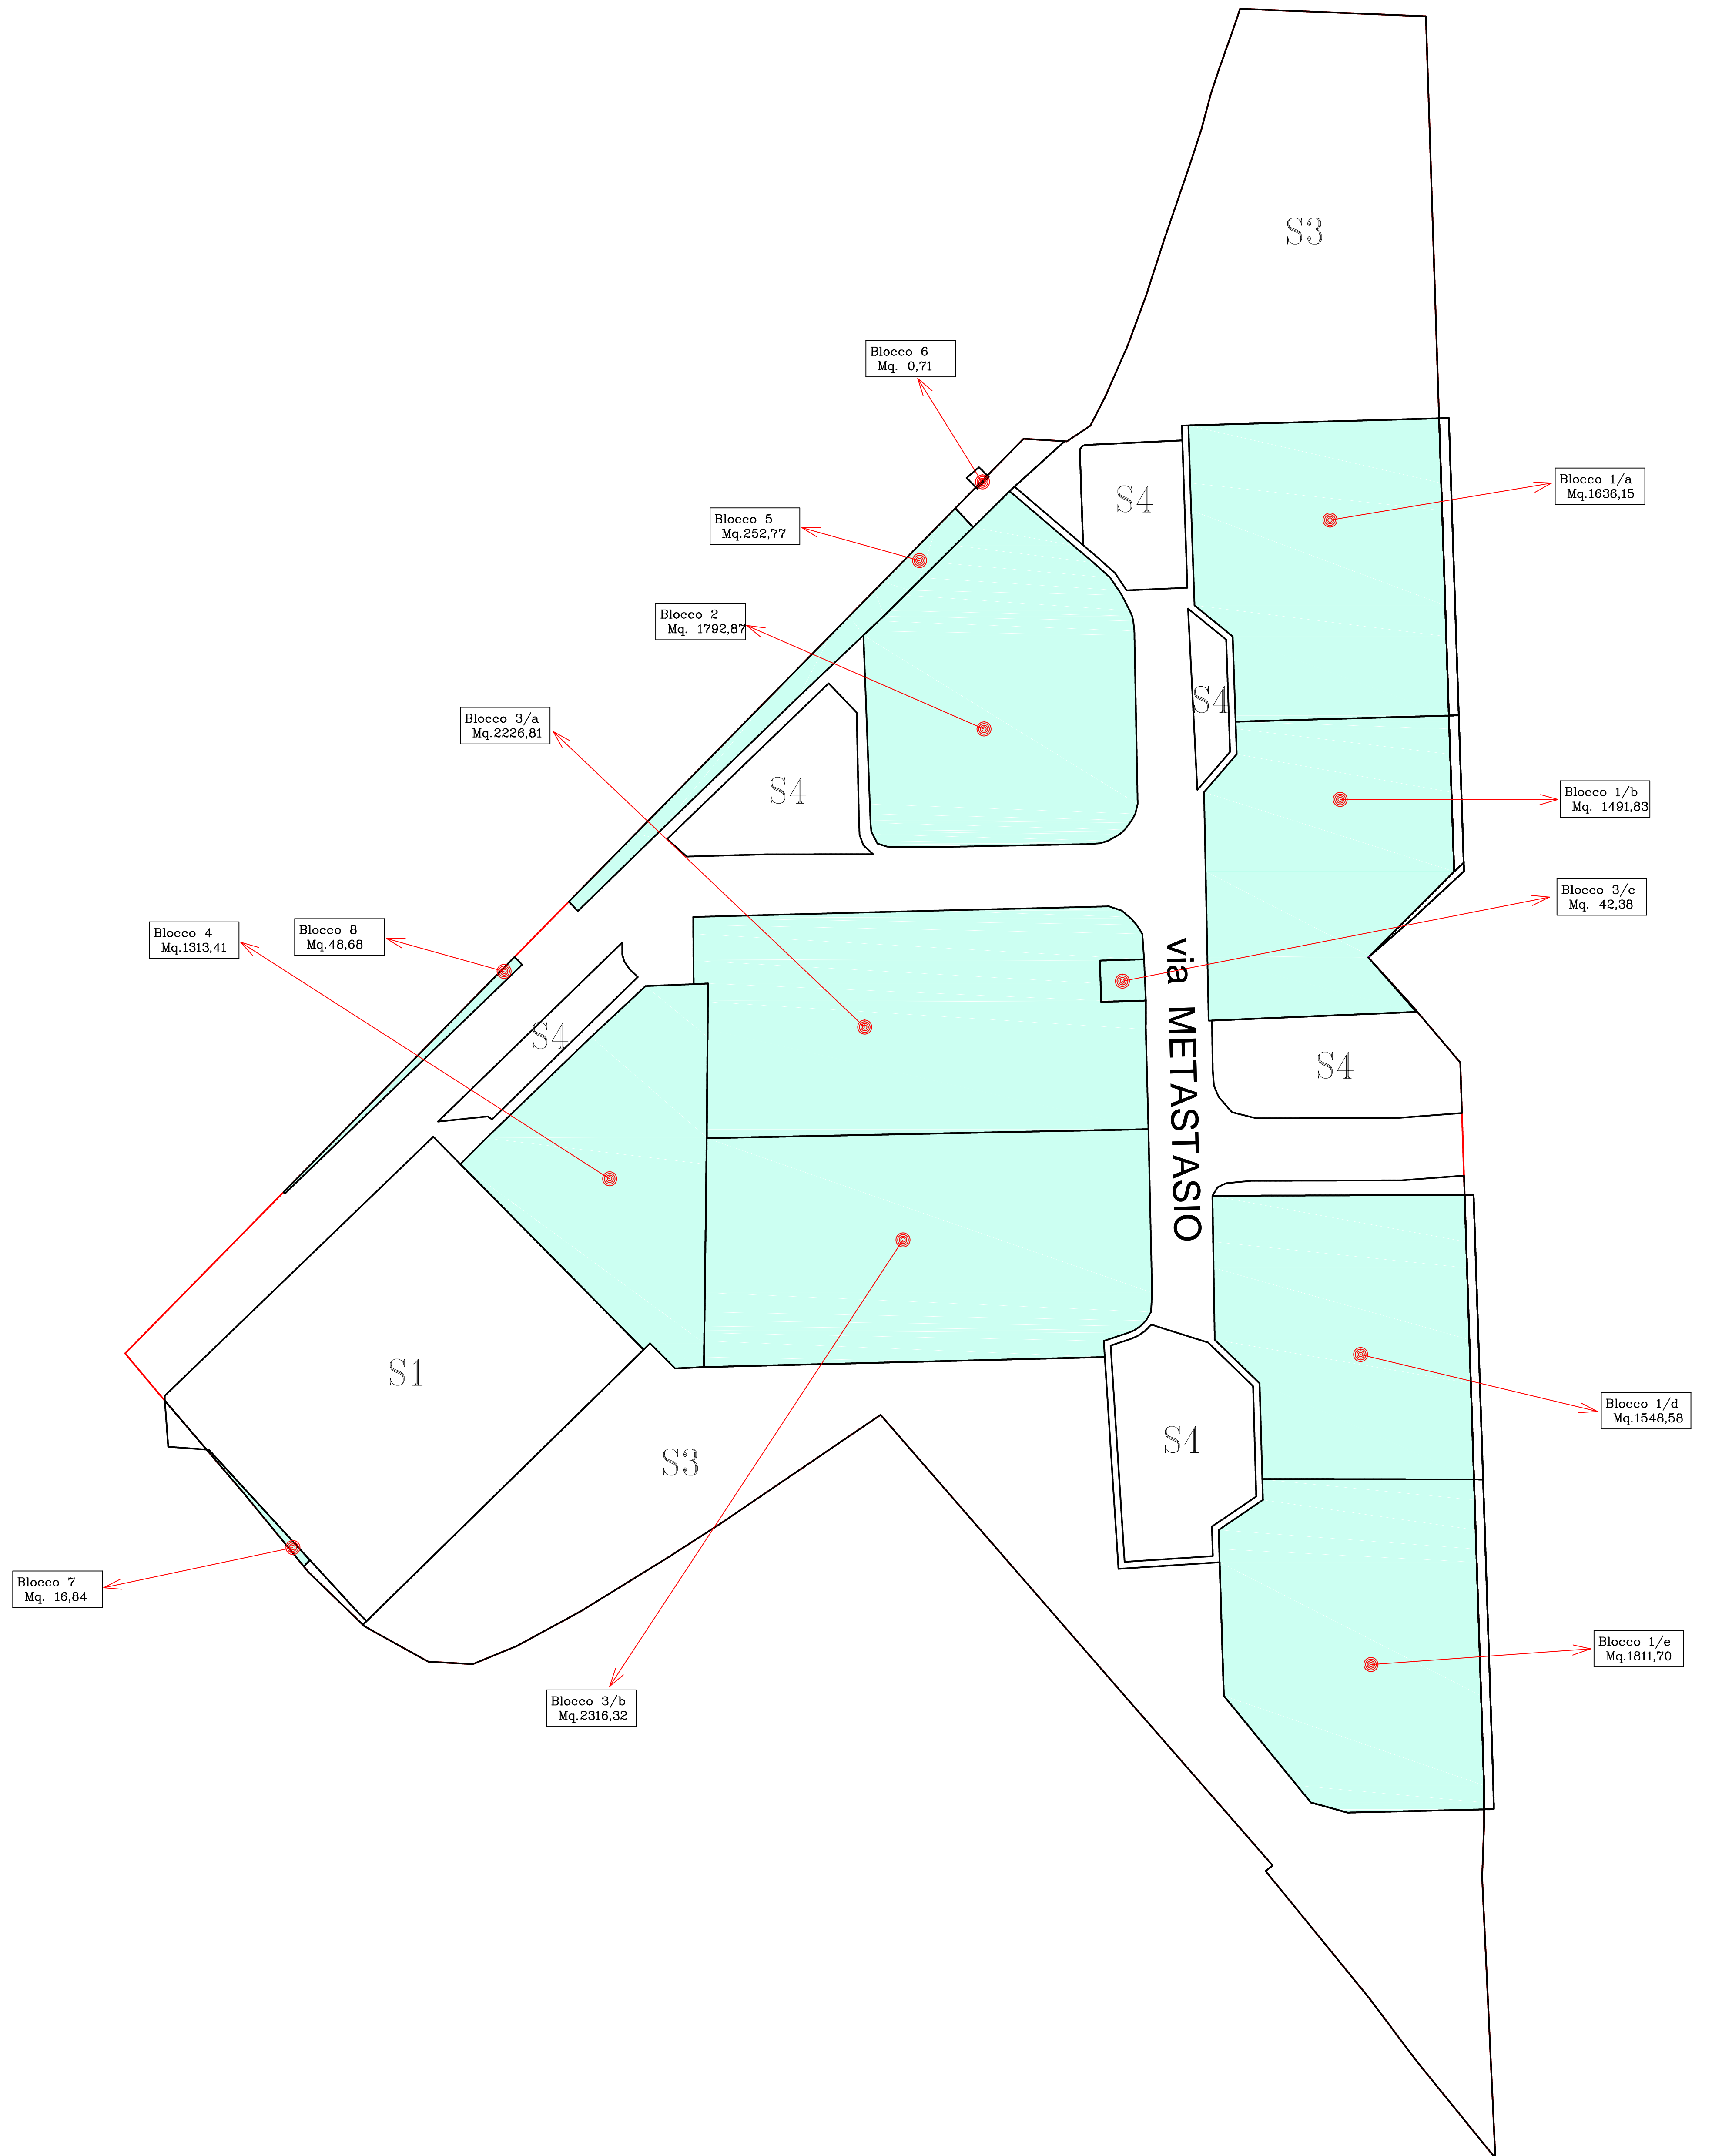 S3
Blocco 6
Mq. 0,71
Blocco 1/a
Mq.1636,15
S4
Blocco 5
Mq.252,77
Blocco 2
Mq. 1792,87
S4
Blocco 3/a
Mq.2226,81
S4
Blocco 1/b
Mq. 1491,83
Blocco 3/c
Mq. 42,38
Blocco 4
Mq.1313,41
Blocco 8
Mq.48,68
via METASTASIO
S4
S4
S1
Blocco 1/d
Mq.1548,58
S4
S3
Blocco 7
Mq. 16,84
Blocco 1/e
Mq.1811,70
Blocco 3/b
Mq.2316,32